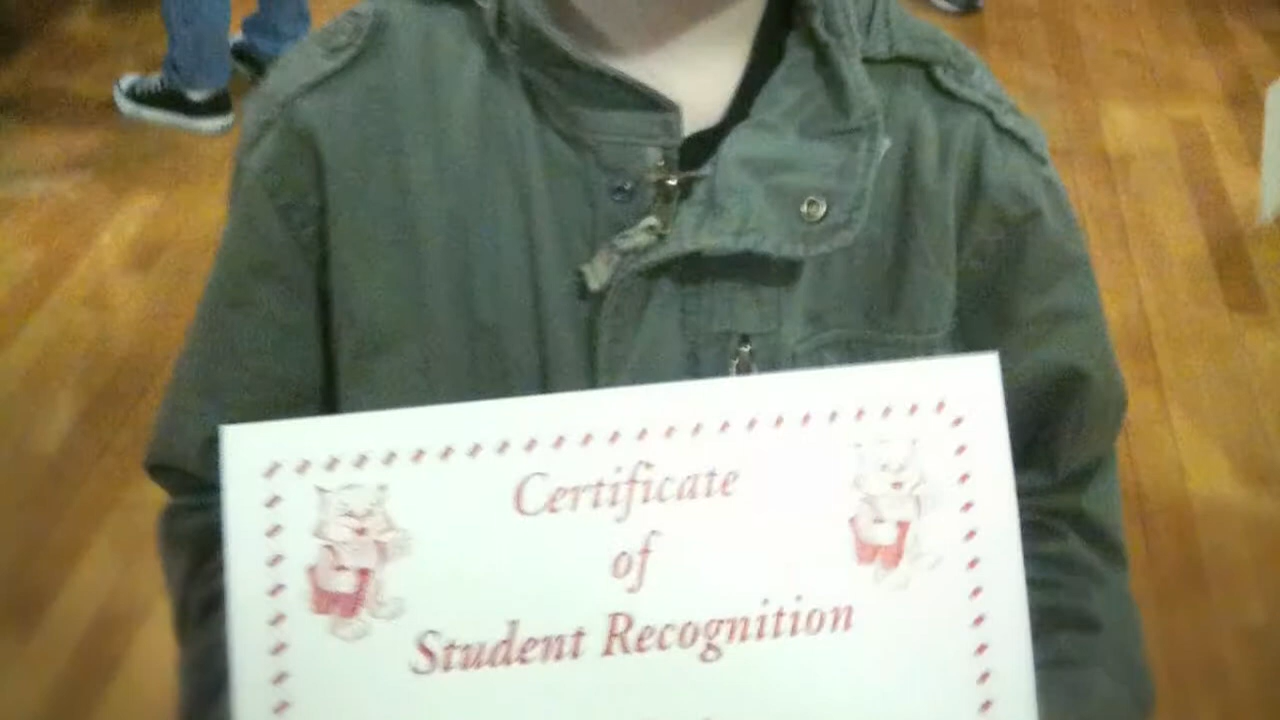 Certificate
of
Student Recognition